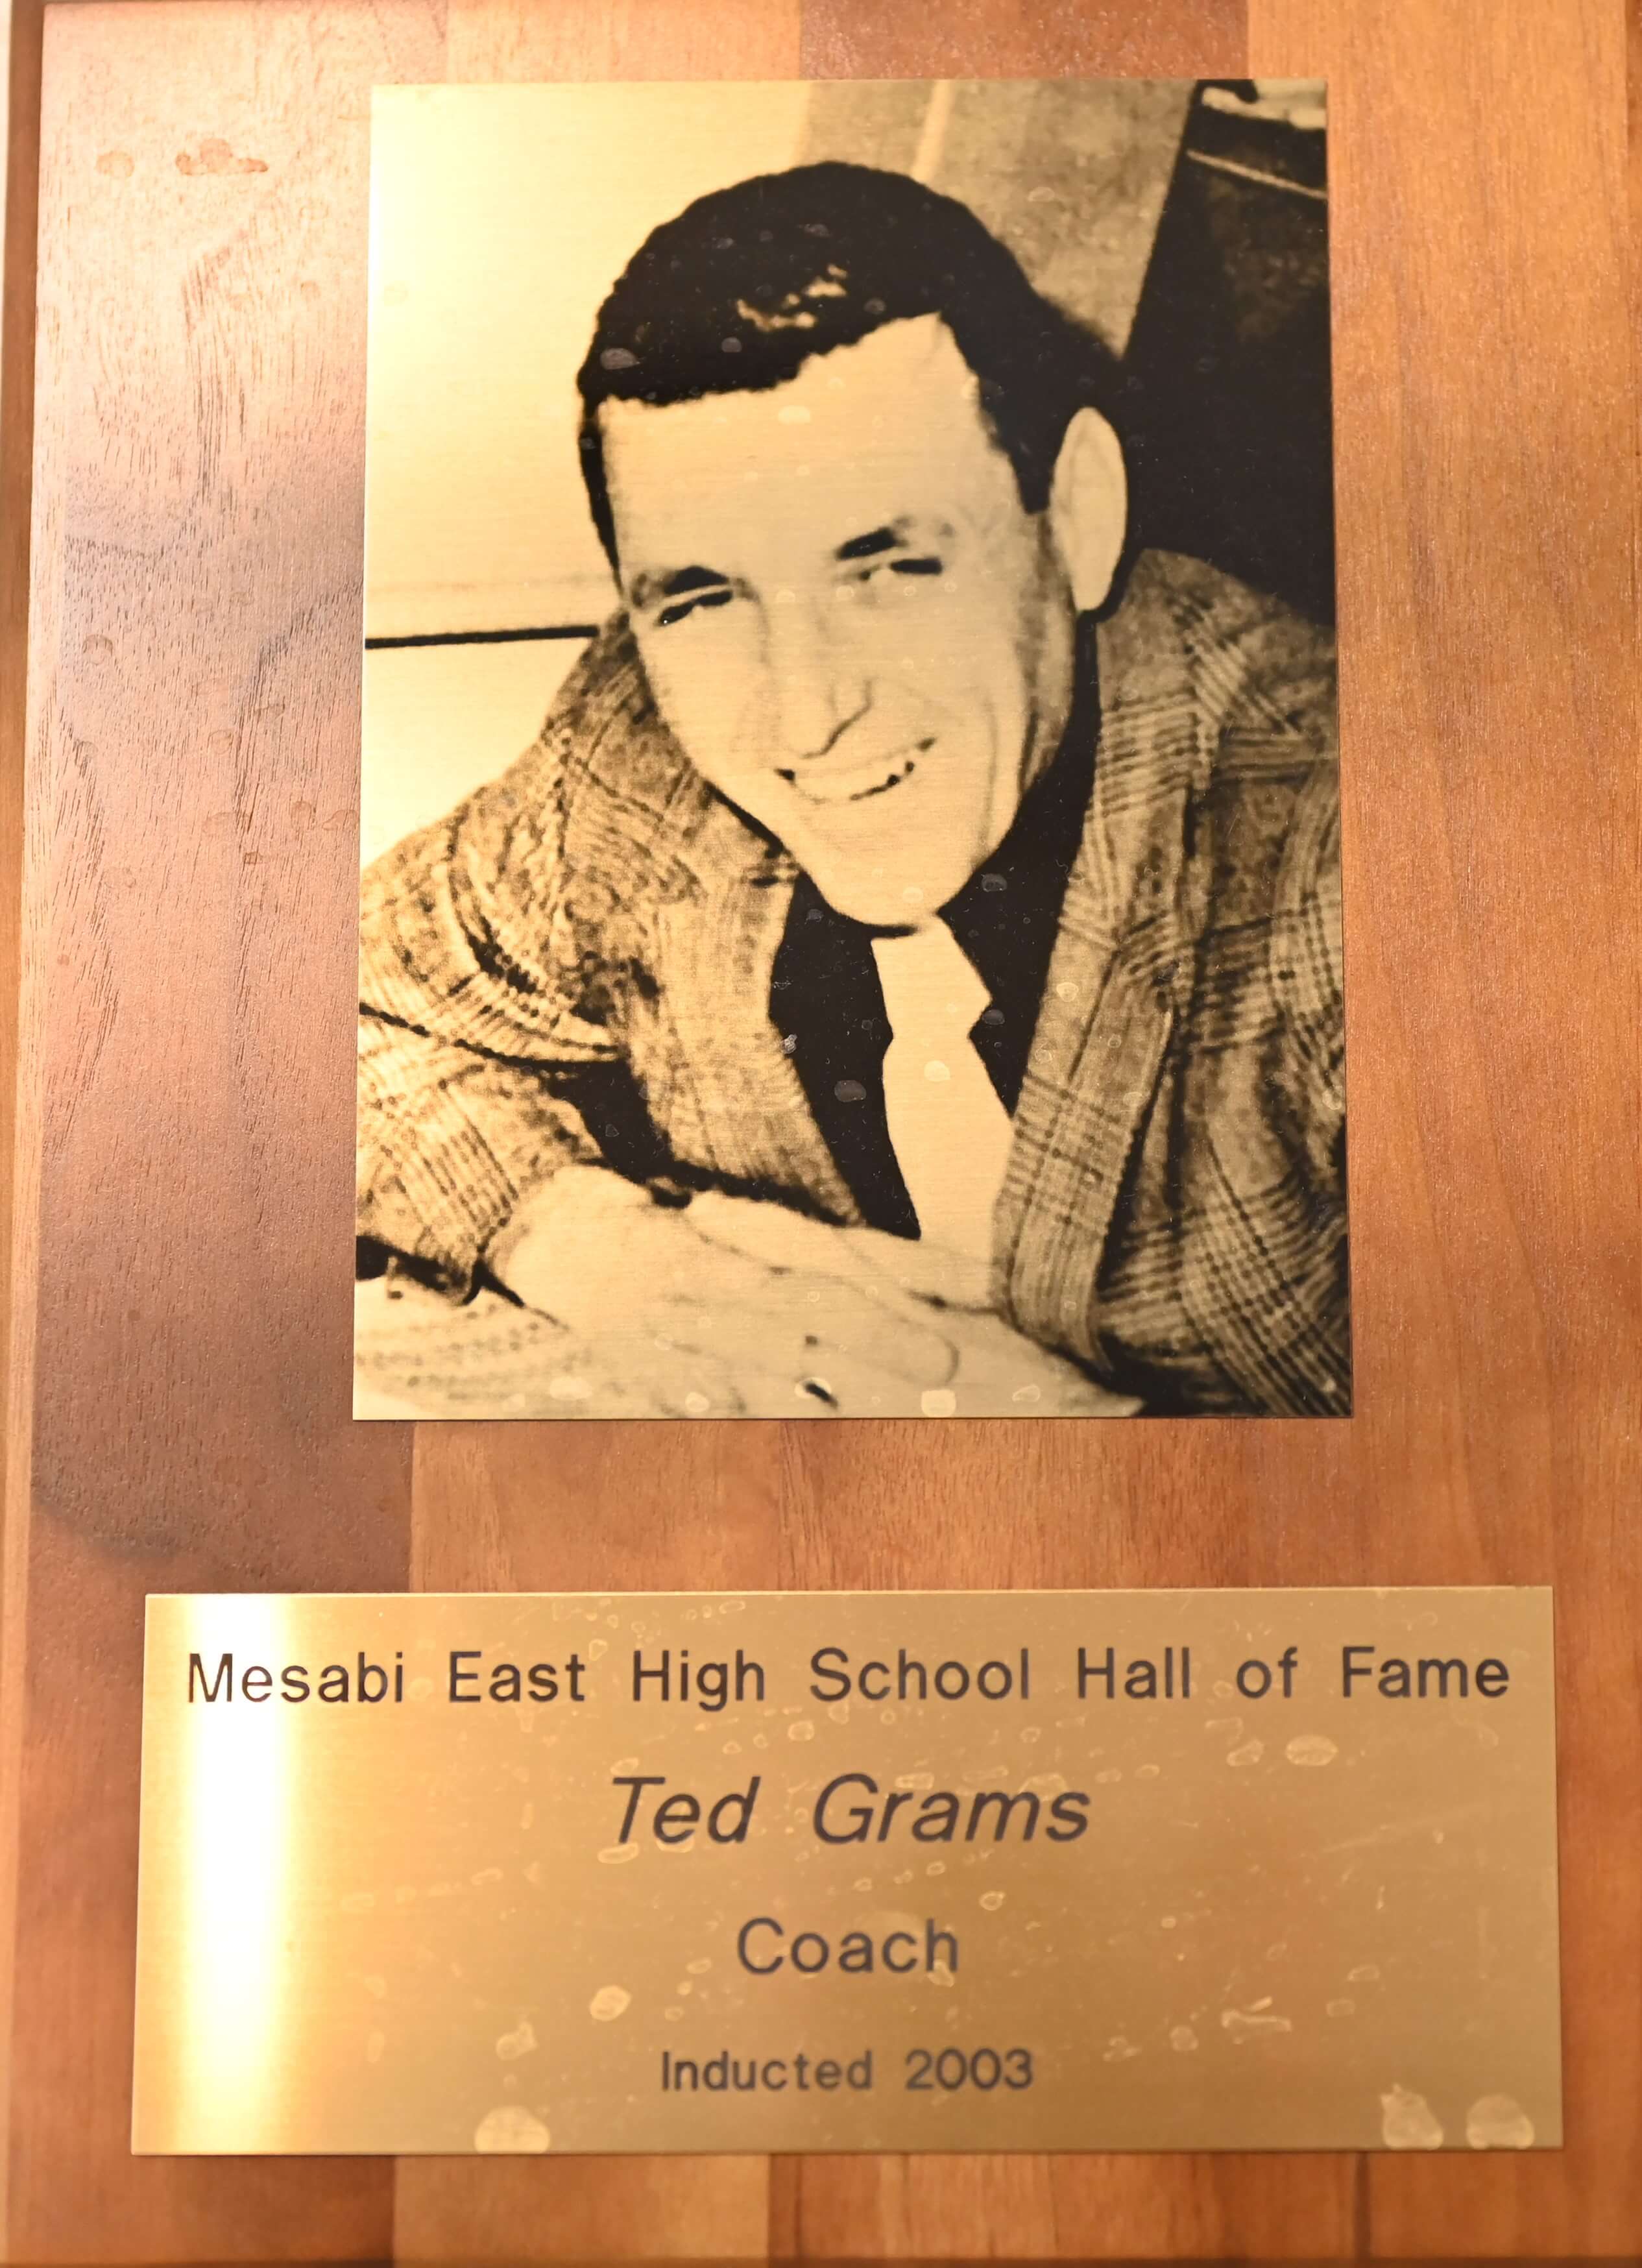 Mesabi East High School Hall of Fame
Ted Grams
Coach
Inducted 2003